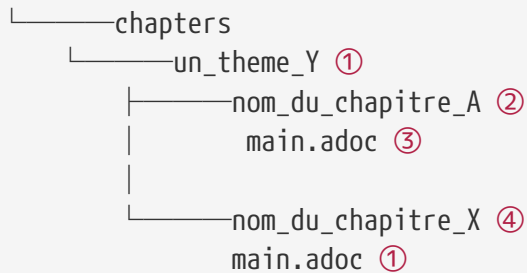 └──────chapters
    └──────un_theme_Y ①
        ├──────nom_du_chapitre_A ②
        │       main.adoc ③
        │
        └──────nom_du_chapitre_X ④
               main.adoc ①